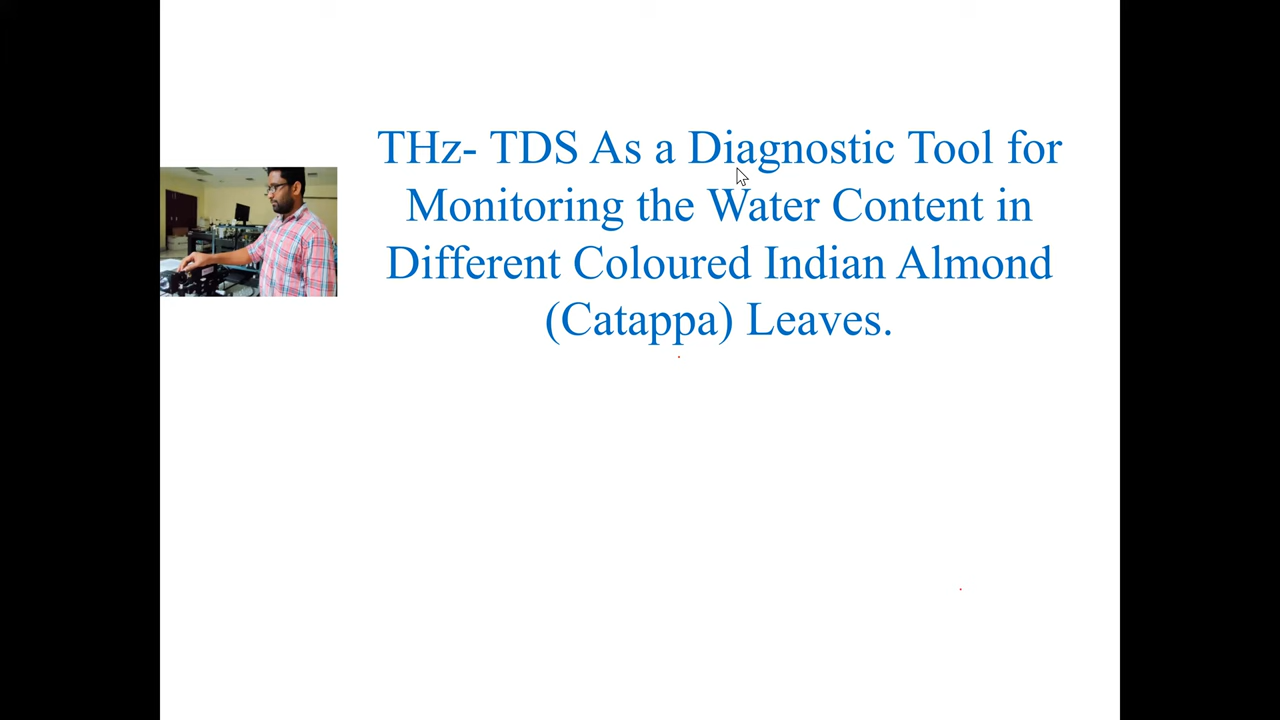 THz- TDS As a Diagnostic Tool for
Monitoring the Water Content in
Different Coloured Indian Almond
(Catappa) Leaves.